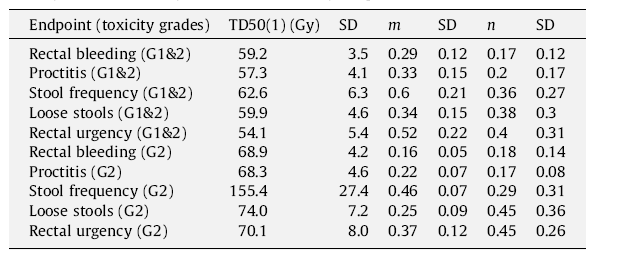 Endpoint (toxicity grades) TD50(1) (Gy) SD m SD n SD
Rectal bleeding (G1&2) 59.2 3.5 0.29 0.12 0.17 0.12
Proctitis (G1&2) 57.3 4.1 0.33 0.15 0.2 0.17
Stool frequency (G1&2) 62.6 6.3 0.6 0.21 0.36 0.27
Loose stools (G1&2) 59.9 4.6 0.34 0.15 0.38 0.3
Rectal urgency (G1&2) 54.1 5.4 0.52 0.22 0.4 0.31
Rectal bleeding (G2) 68.9 4.2 0.16 0.05 0.18 0.14
Proctitis (G2) 68.3 4.6 0.22 0.07 0.17 0.08
Stool frequency (G2) 155.4 27.4 0.46 0.07 0.29 0.31
Loose stools (G2) 74.0 7.2 0.25 0.09 0.45 0.36
Rectal urgency (G2) 70.1 8.0 0.37 0.12 0.45 0.26